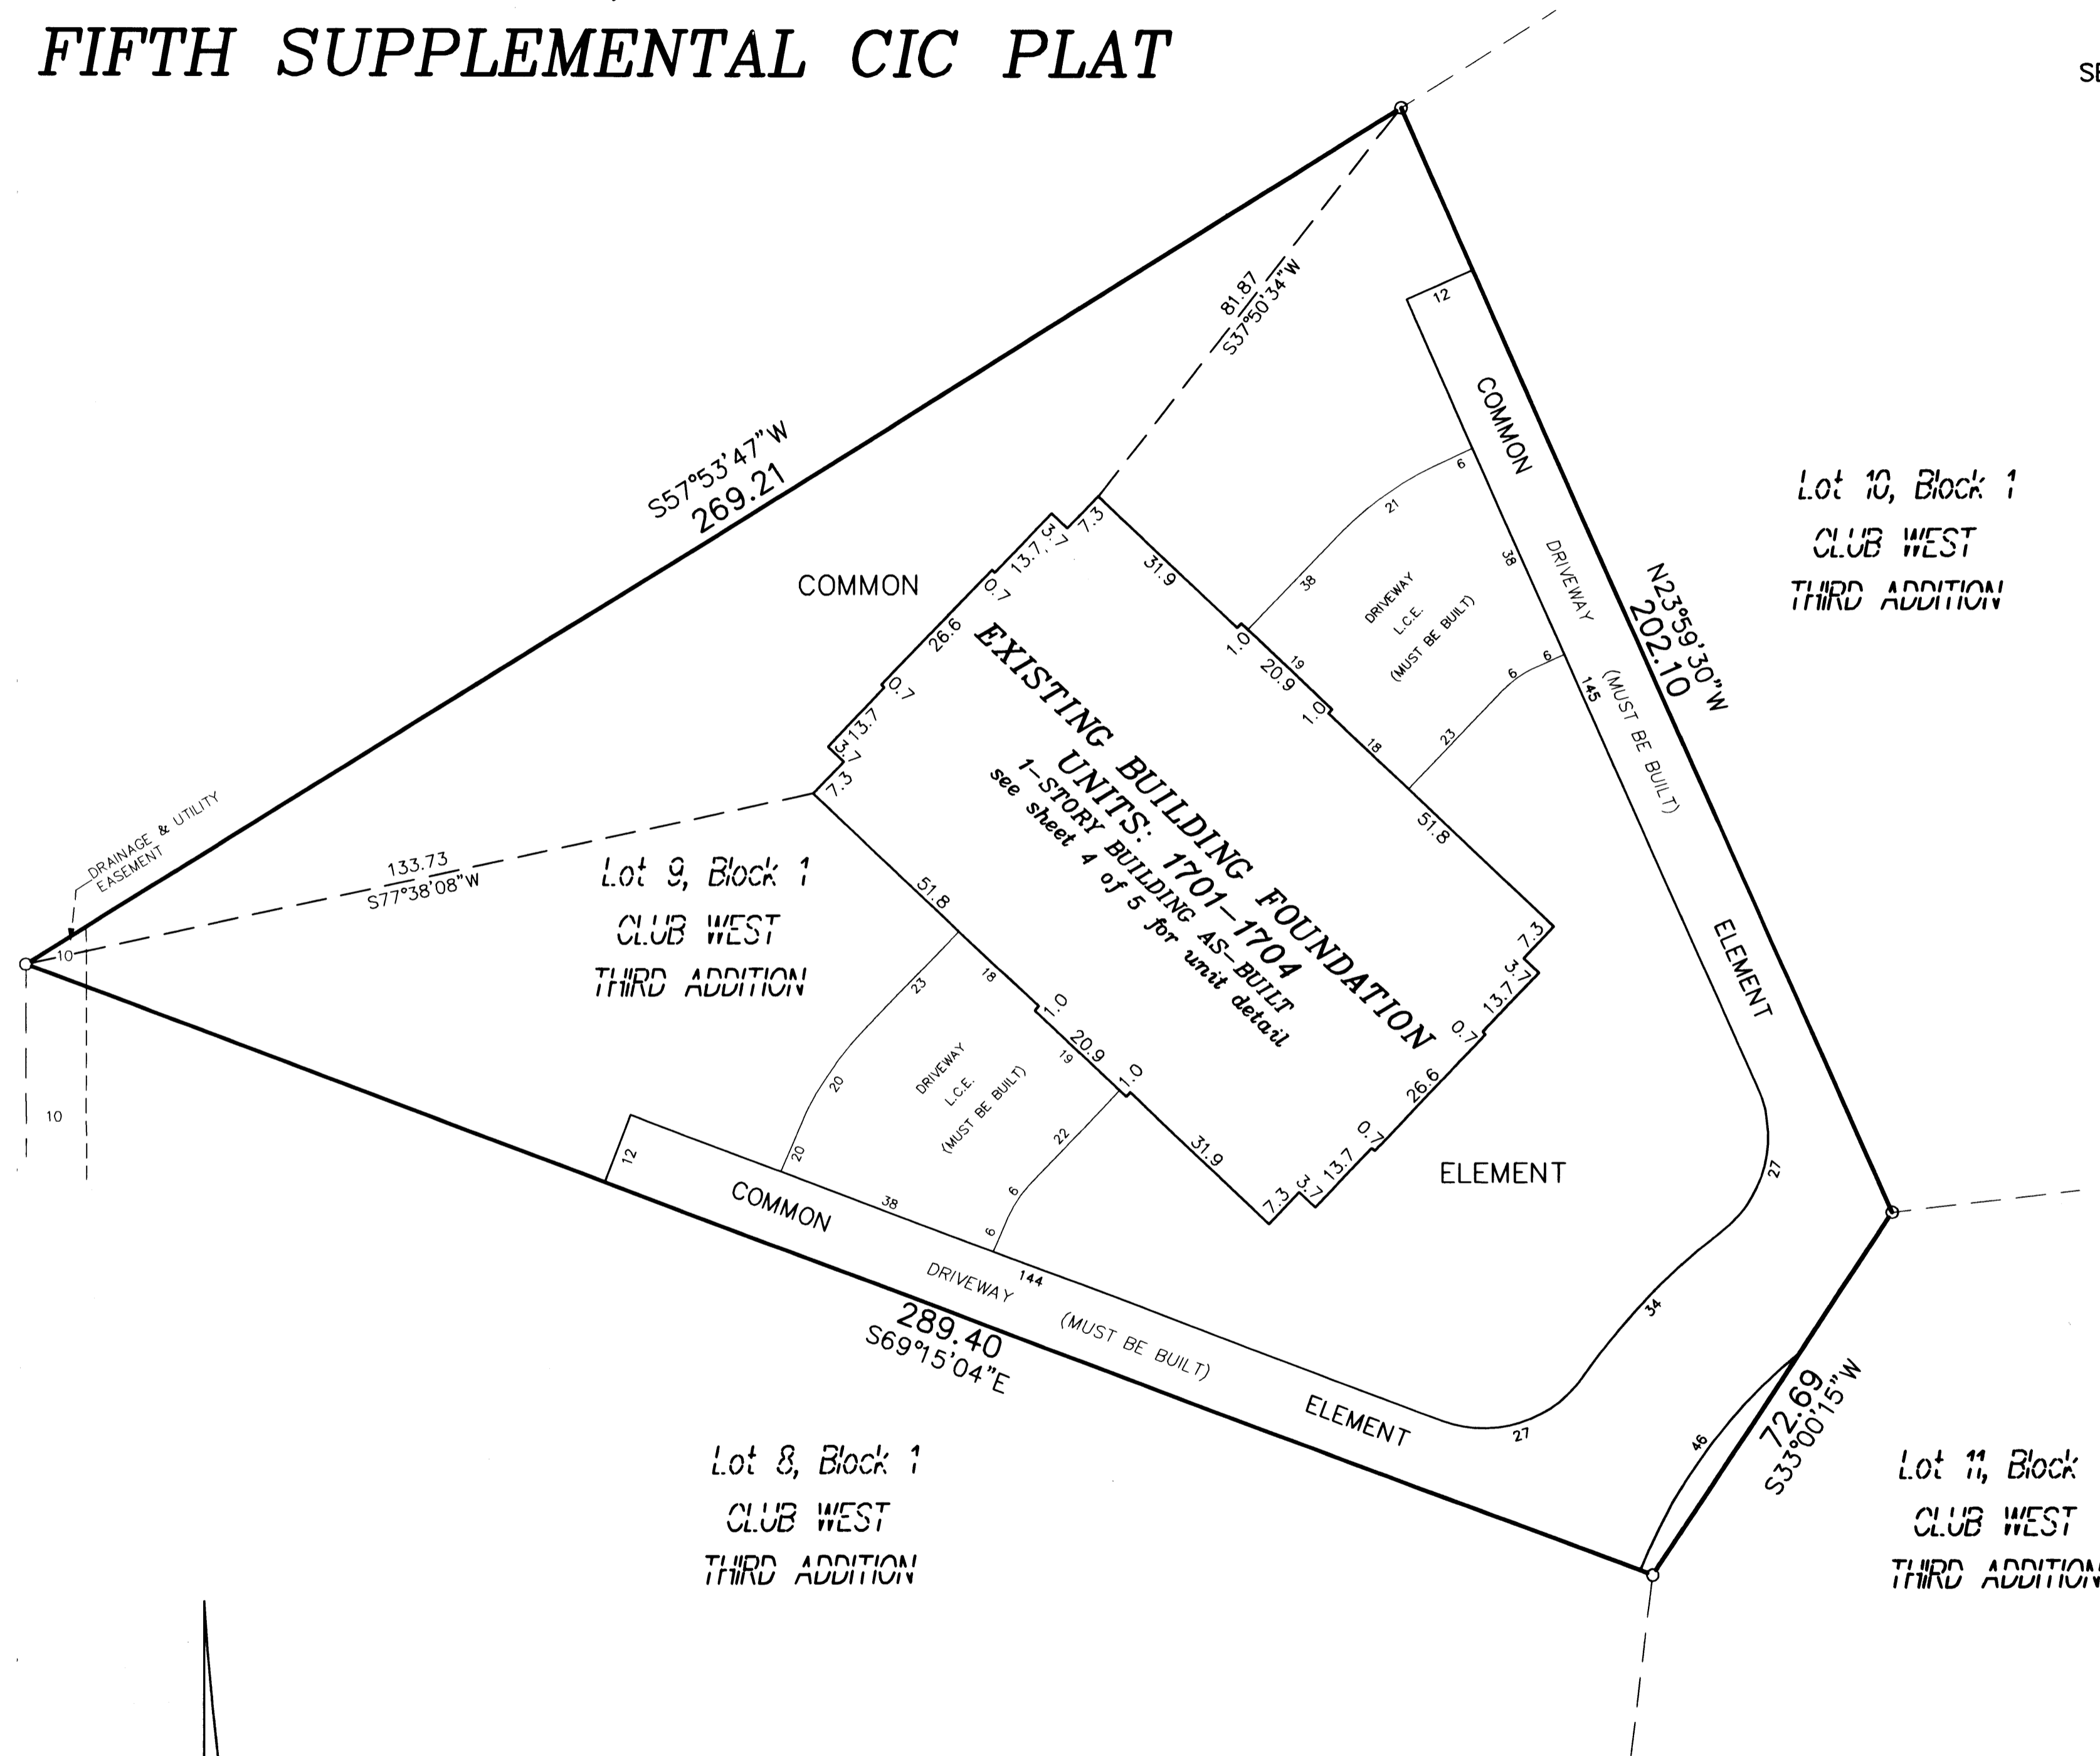 FIFTH SUPPLEMENTAL CIC PLAT
81.87
S37°50'34"W
12
COMMON
S57°53'47"W
269.21
6
21
38
38
DRIVEWAY
L.C.E.
(MUST BE BUILT)
DRIVEWAY
(MUST BE BUILT)
ELEMENT
145
6
6
23
N23°59'30"W
202.10
Lot 10, Block 1
CLUB WEST
THIRD ADDITION
COMMON
7.3
3.7
13.7
0.7
26.6
0.7
13.7
3.7
7.3
31.9
1.0
20.9
19
1.0
18
51.8
EXISTING BUILDING FOUNDATION
UNITS: 1701-1704
1-STORY BUILDING AS-BUILT
see sheet 4 of 5 for unit detail
7.3
3.7
13.7
0.7
26.6
0.7
13.7
3.7
7.3
DRAINAGE & UTILITY
EASEMENT
133.73
S77°38'08"W
10
10
Lot 9, Block 1
CLUB WEST
THIRD ADDITION
51.8
18
1.0
20.9
19
1.0
31.9
23
20
20
DRIVEWAY
L.C.E.
(MUST BE BUILT)
22
6
6
38
12
COMMON
DRIVEWAY
144
(MUST BE BUILT)
ELEMENT
ELEMENT
27
34
27
46
289.40
S69°15'04"E
72.69
S33°00'15"W
Lot 8, Block 1
CLUB WEST
THIRD ADDITION
Lot 11, Block
CLUB WEST
THIRD ADDITION